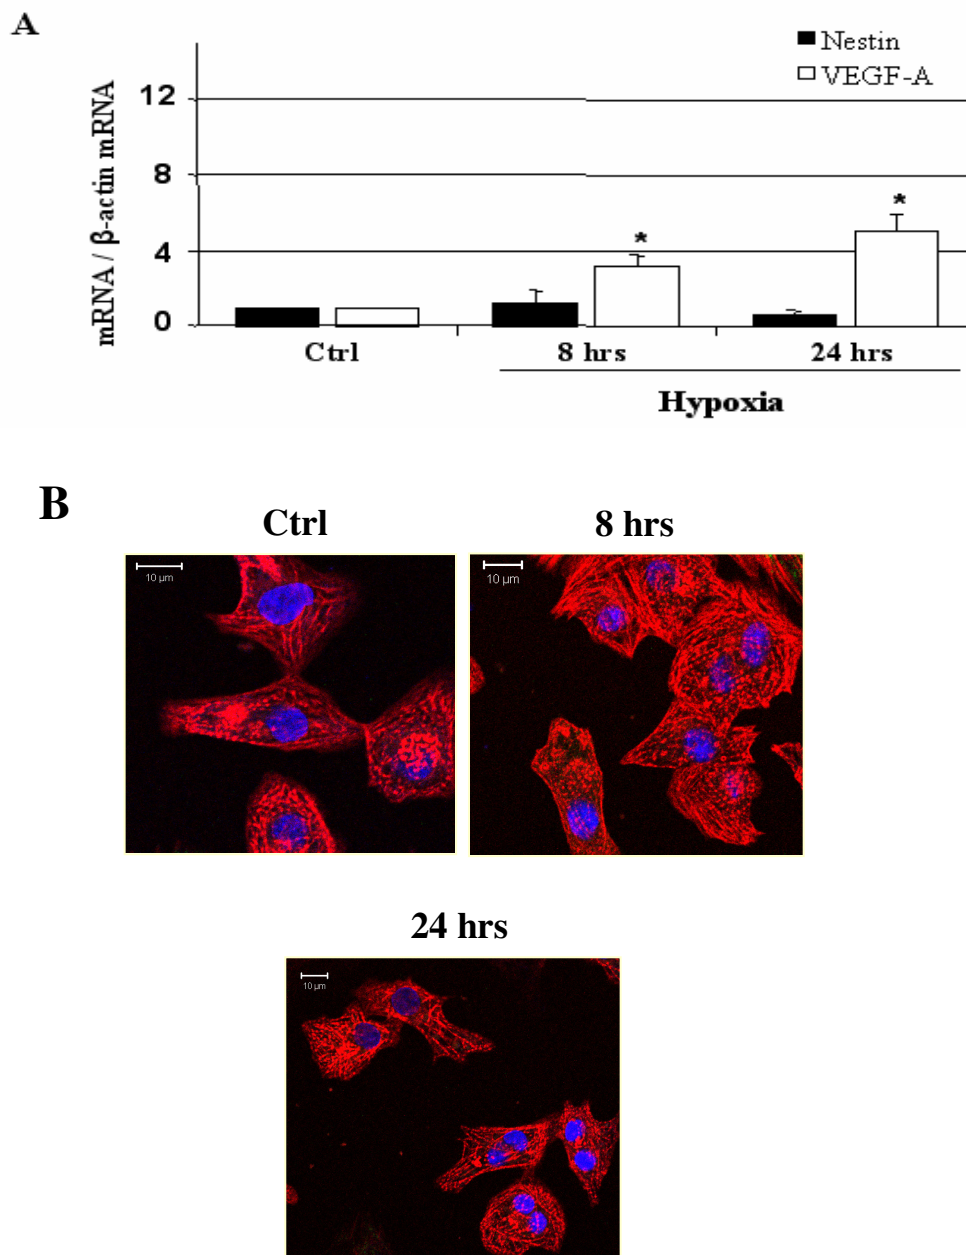 A
Nestin
VEGF-A
mRNA / β-actin mRNA
12
8
4
0
*
*
Ctrl
8 hrs
24 hrs
Hypoxia
B
Ctrl
8 hrs
10 µm
10 µm
24 hrs
10 µm